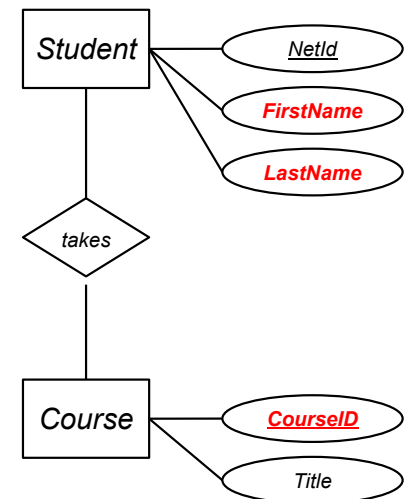 Student
NetId
FirstName
LastName
takes
Course
CourseID
Title